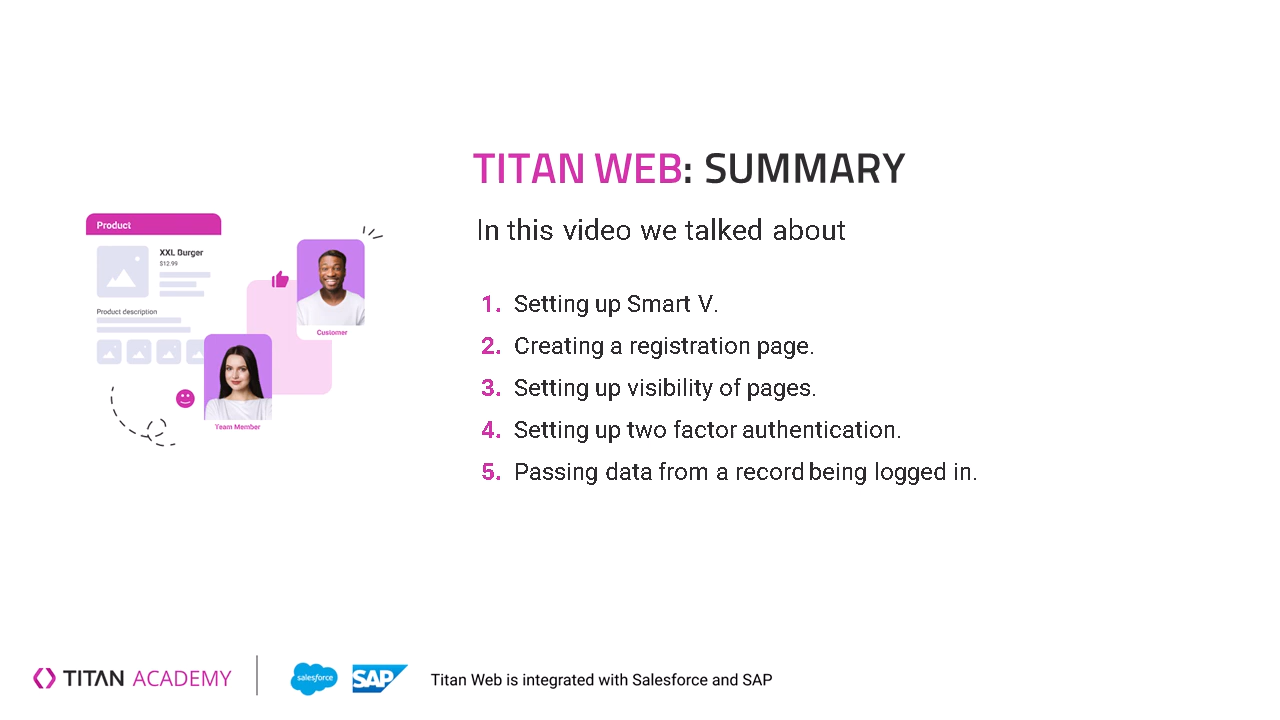 TITAN WEB: SUMMARY
In this video we talked about
1. Setting up Smart V.
2. Creating a registration page.
3. Setting up visibility of pages.
4. Setting up two factor authentication.
5. Passing data from a record being logged in.
Product
XXL Burger
$12.99
Product description
Customer
Team Member
TITAN ACADEMY
salesforce
SAP
Titan Web is integrated with Salesforce and SAP